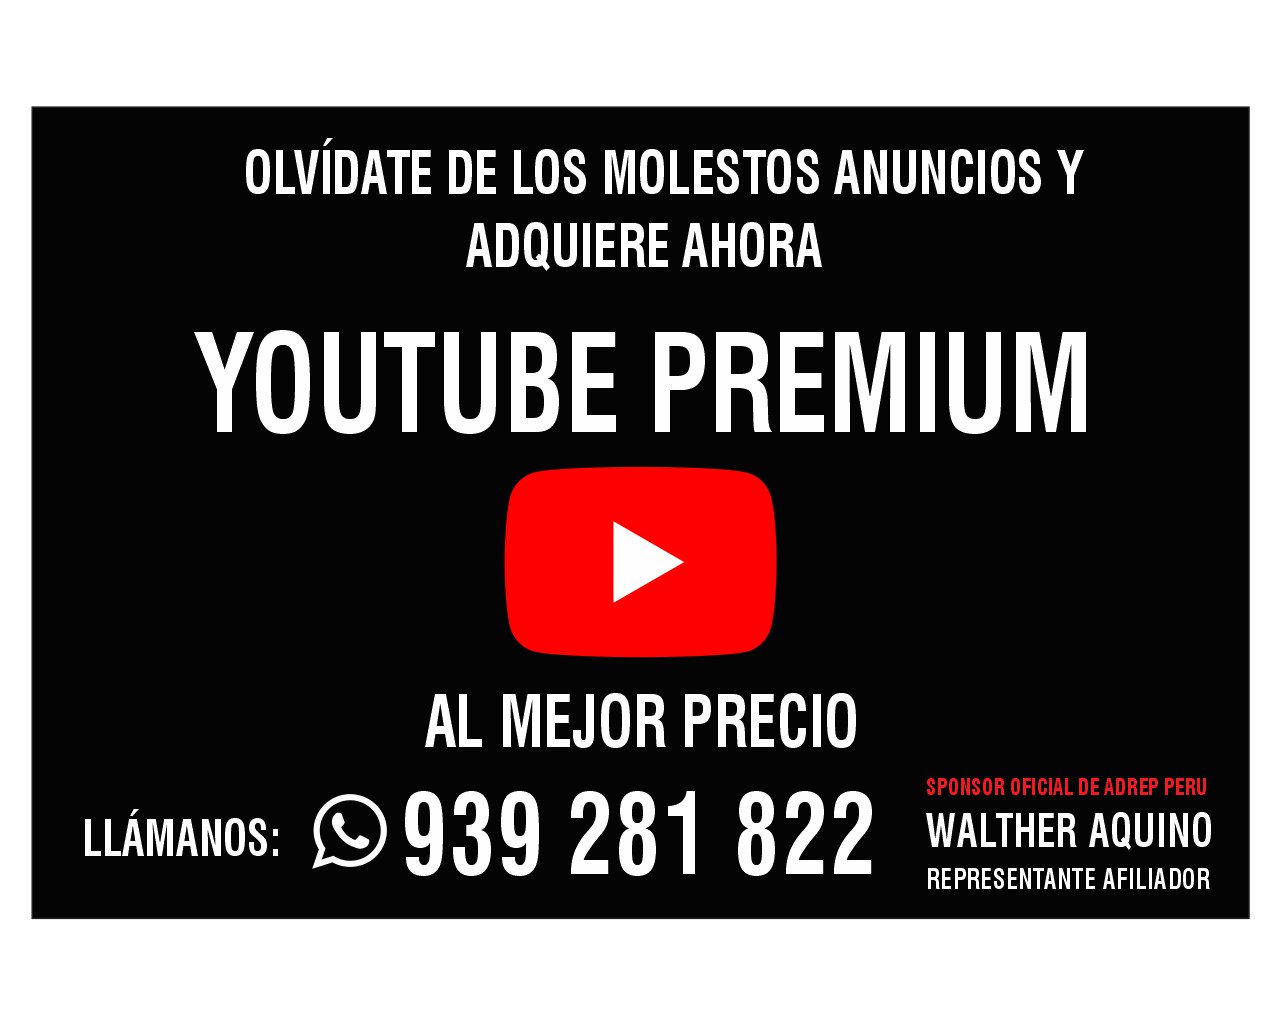 OLVÍDATE DE LOS MOLESTOS ANUNCIOS Y
ADQUIERE AHORA
YOUTUBE PREMIUM
AL MEJOR PRECIO
LLÁMANOS: 939 281 822
SPONSOR OFICIAL DE ADREP PERU
WALTHER AQUINO
REPRESENTANTE AFILIADOR